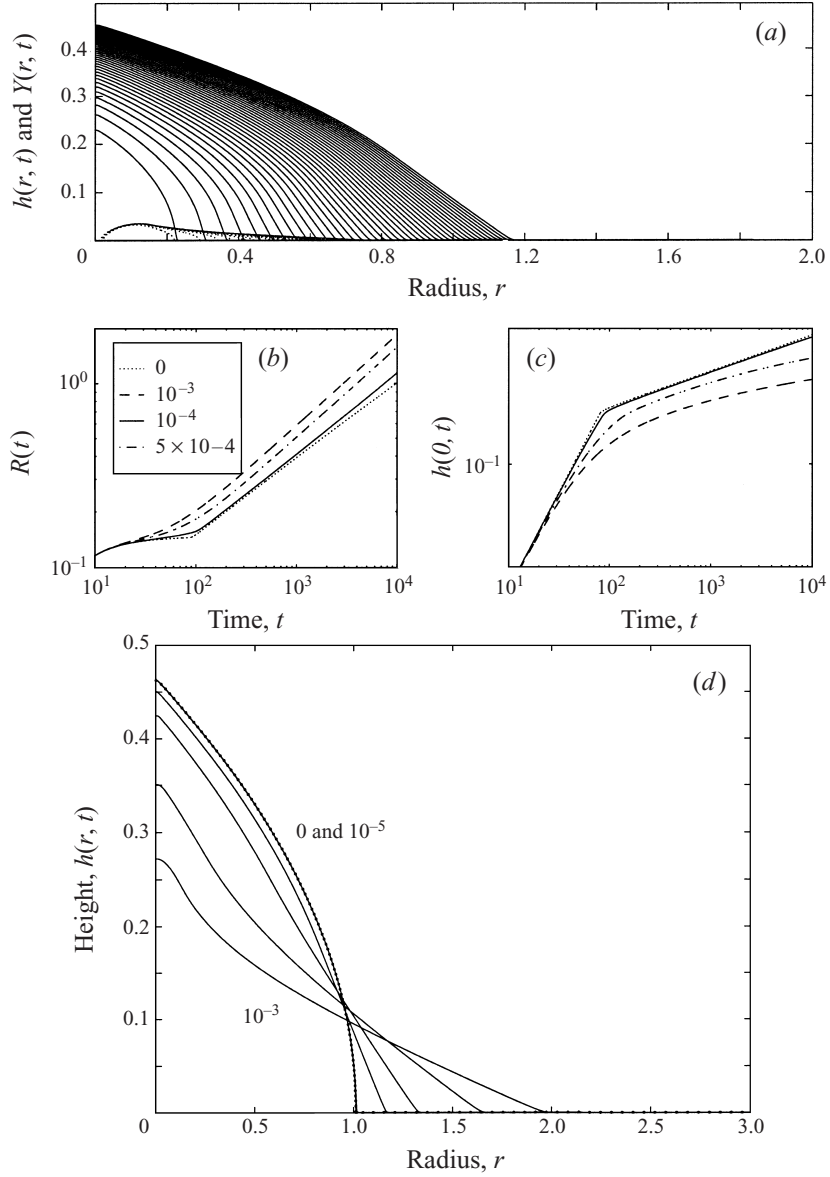 (a)
h(r, t) and Y(r, t)
0.4
0.3
0.2
0.1
0 0.4 0.8 1.2 1.6 2.0
Radius, r
(b)
0
10⁻³
10⁻⁴
5 × 10−4
R(t)
10⁰
10⁻¹
10¹ 10² 10³ 10⁴
Time, t
(c)
h(0, t)
10⁻¹
10¹ 10² 10³ 10⁴
Time, t
(d)
Height, h(r, t)
0.5
0.4
0.3
0.2
0.1
0 and 10⁻⁵
10⁻³
0 0.5 1.0 1.5 2.0 2.5 3.0
Radius, r